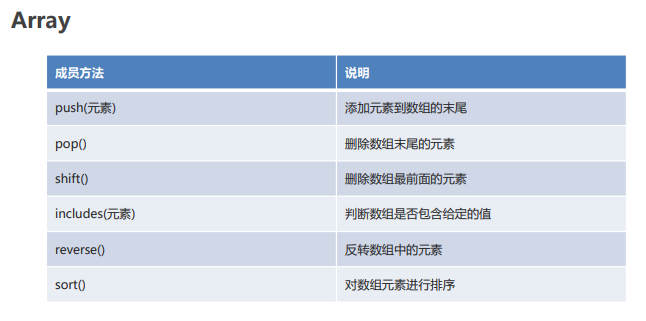 Array
成员方法 说明
push(元素) 添加元素到数组的末尾
pop() 删除数组末尾的元素
shift() 删除数组最前面的元素
includes(元素) 判断数组是否包含给定的值
reverse() 反转数组中的元素
sort() 对数组元素进行排序